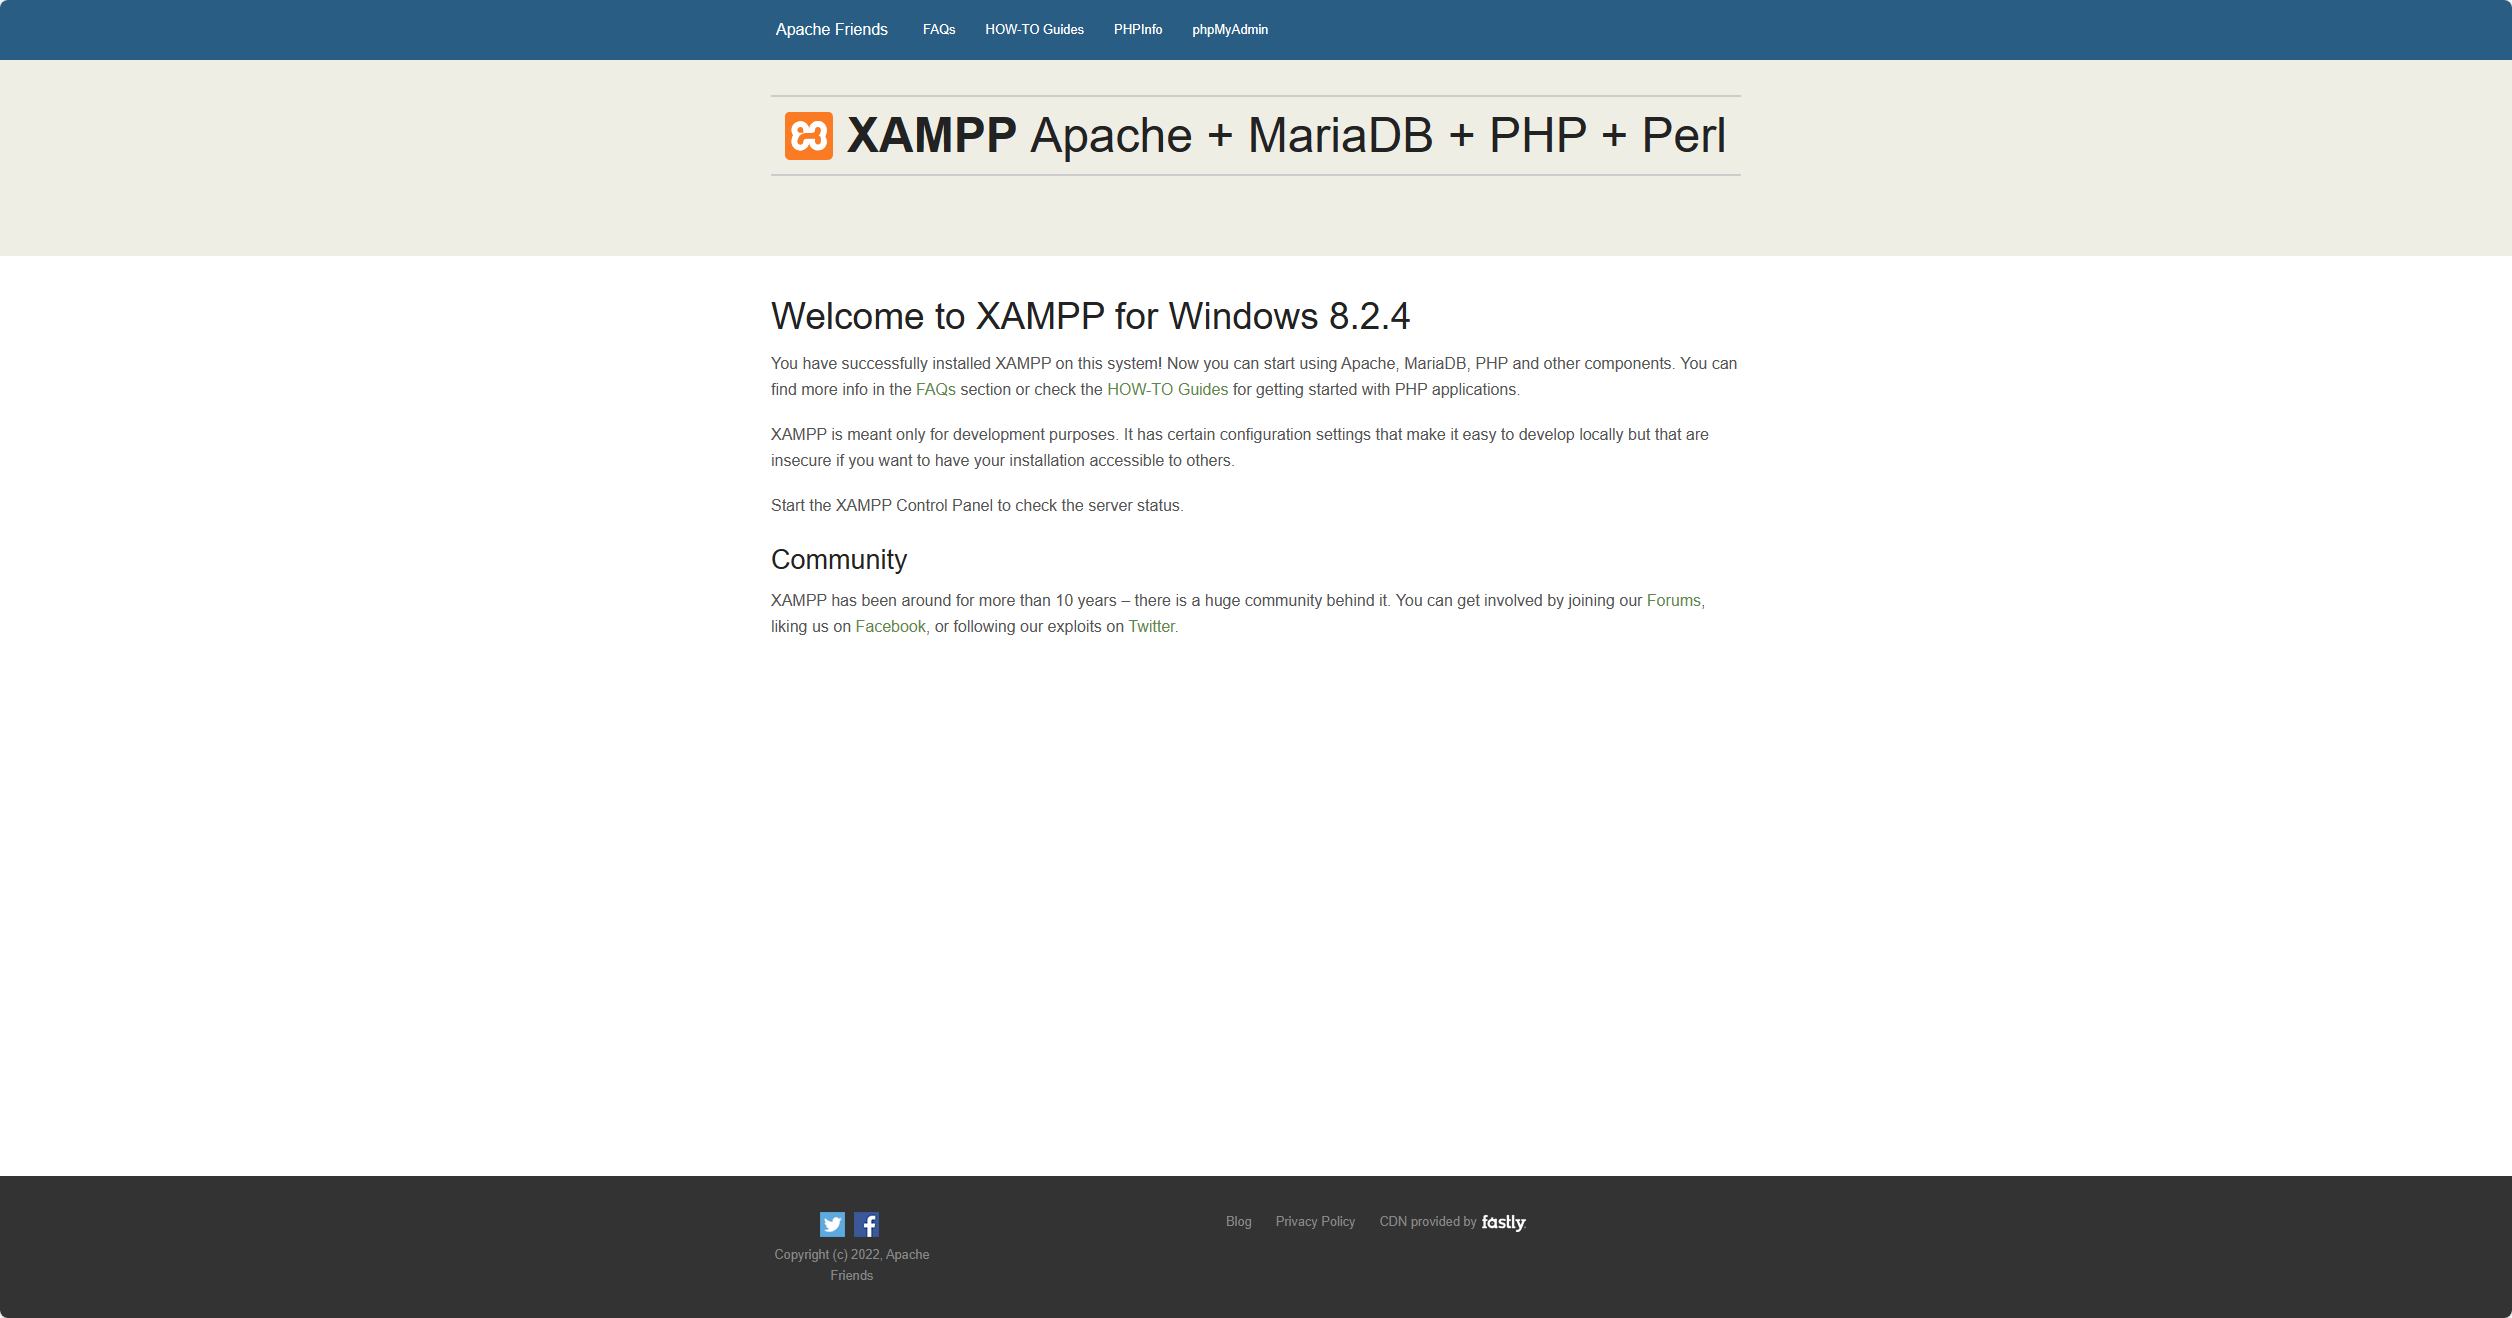 Apache Friends FAQs HOW-TO Guides PHPInfo phpMyAdmin
XAMPP Apache + MariaDB + PHP + Perl
Welcome to XAMPP for Windows 8.2.4
You have successfully installed XAMPP on this system! Now you can start using Apache, MariaDB, PHP and other components. You can
find more info in the FAQs section or check the HOW-TO Guides for getting started with PHP applications.
XAMPP is meant only for development purposes. It has certain configuration settings that make it easy to develop locally but that are
insecure if you want to have your installation accessible to others.
Start the XAMPP Control Panel to check the server status.
Community
XAMPP has been around for more than 10 years – there is a huge community behind it. You can get involved by joining our Forums,
liking us on Facebook, or following our exploits on Twitter.
Blog Privacy Policy CDN provided by fastly
Copyright (c) 2022, Apache
Friends